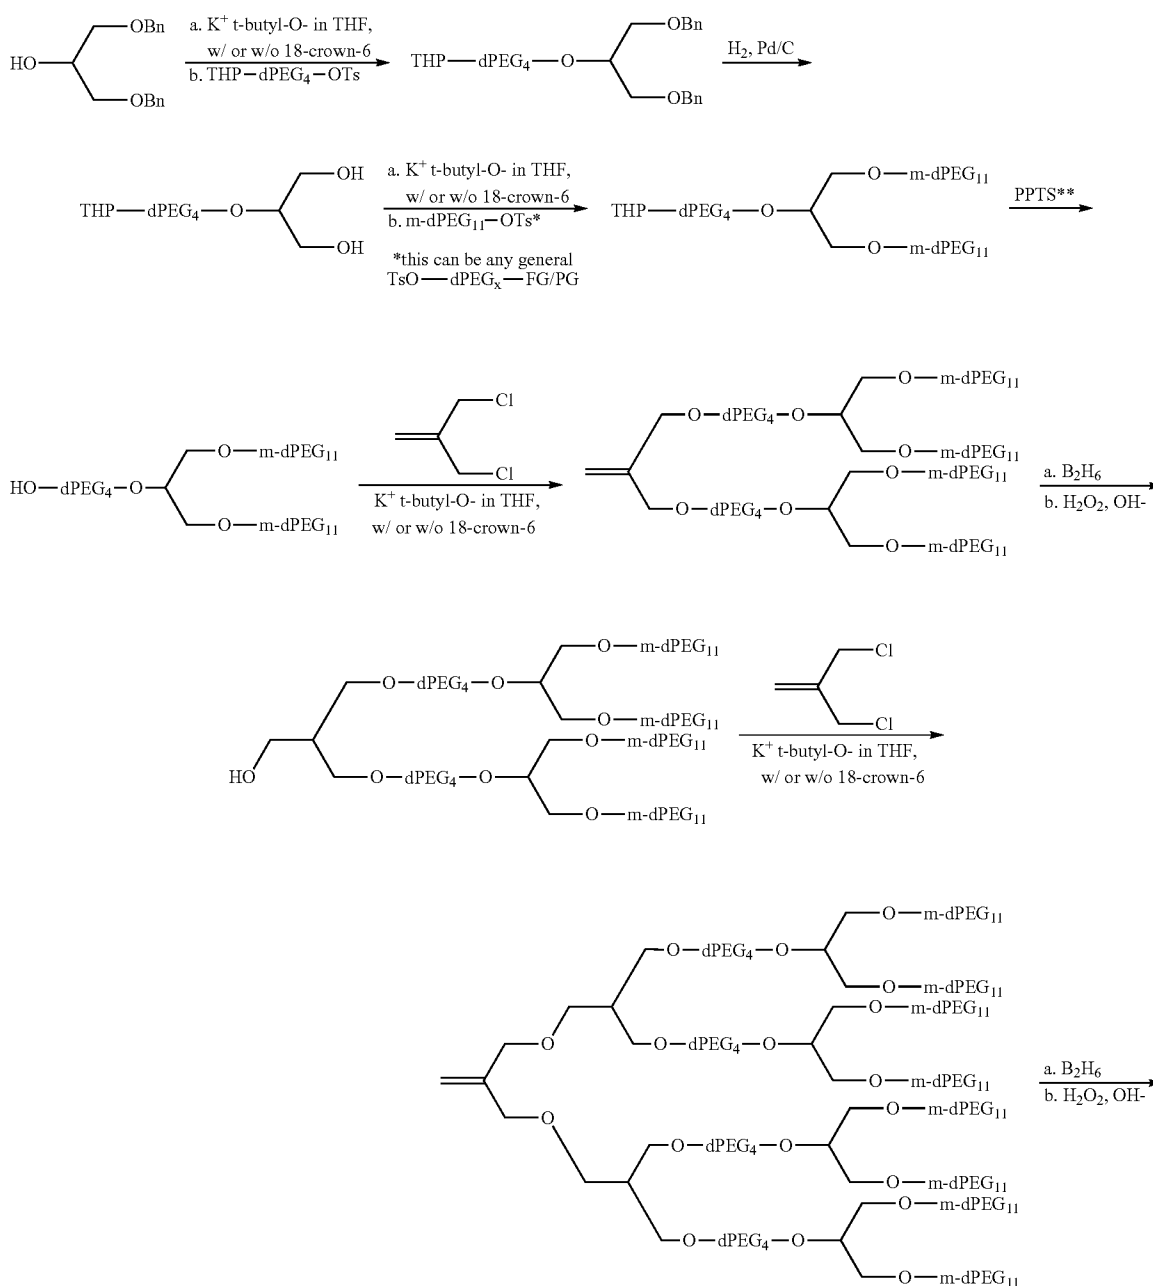 OBn
HO
OBn
a. K+ t-butyl-O- in THF,
w/ or w/o 18-crown-6
b. THP—dPEG4—OTs
OBn
THP—dPEG4—O
OBn
H2, Pd/C
OH
THP—dPEG4—O
OH
a. K+ t-butyl-O- in THF,
w/ or w/o 18-crown-6
b. m-dPEG11—OTs*
*this can be any general
TsO—dPEGx—FG/PG
O—m-dPEG11
THP—dPEG4—O
O—m-dPEG11
PPTS**
O—m-dPEG11
HO—dPEG4—O
O—m-dPEG11
Cl
Cl
K+ t-butyl-O- in THF,
w/ or w/o 18-crown-6
O—m-dPEG11
O—dPEG4—O
O—m-dPEG11
O—m-dPEG11
O—dPEG4—O
O—m-dPEG11
a. B2H6
b. H2O2, OH-
O—m-dPEG11
O—dPEG4—O
O—m-dPEG11
O—m-dPEG11
HO
O—dPEG4—O
O—m-dPEG11
Cl
Cl
K+ t-butyl-O- in THF,
w/ or w/o 18-crown-6
O—m-dPEG11
O—dPEG4—O
O—m-dPEG11
O—m-dPEG11
O
O—dPEG4—O
O—m-dPEG11
O—m-dPEG11
O
O—dPEG4—O
O—m-dPEG11
O—m-dPEG11
O—dPEG4—O
O—m-dPEG11
a. B2H6
b. H2O2, OH-